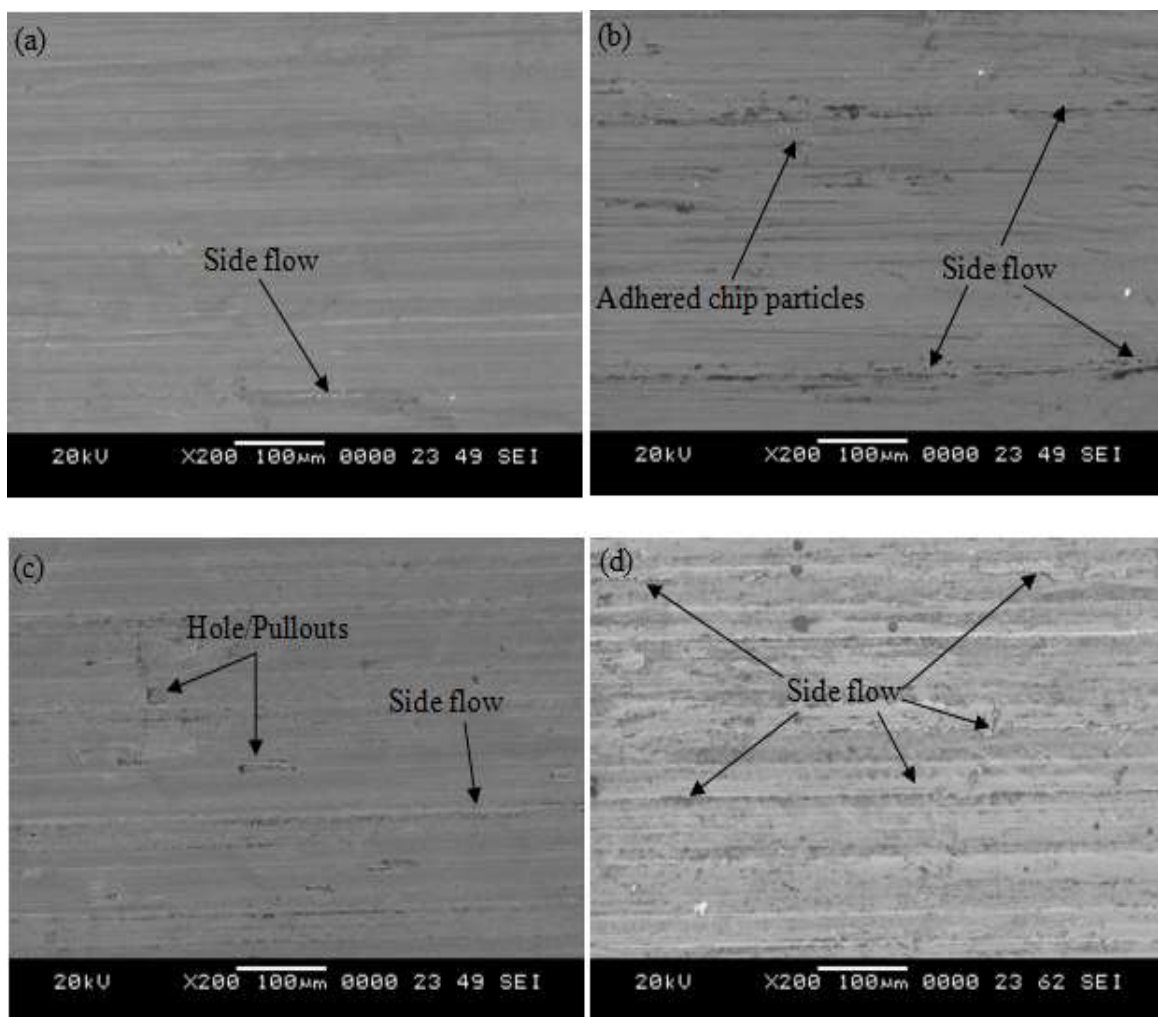 (a)
Side flow
20kV X200 100μm 0000 23 49 SEI
(b)
Adhered chip particles
Side flow
20kV X200 100μm 0000 23 49 SEI
(c)
Hole/Pullouts
Side flow
20kV X200 100μm 0000 23 49 SEI
(d)
Side flow
20kV X200 100μm 0000 23 62 SEI